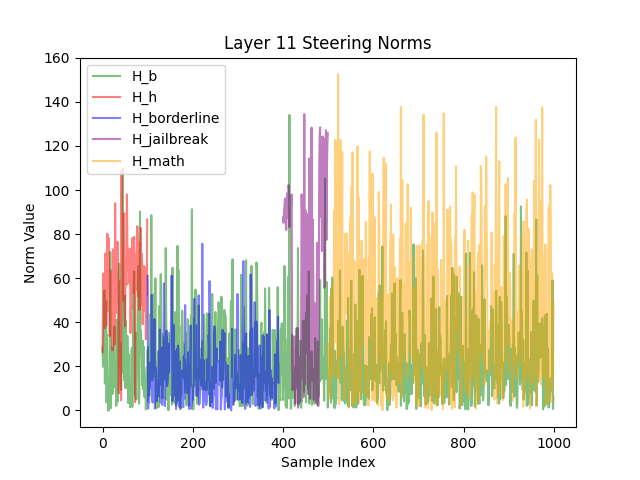 Layer 11 Steering Norms
160
140
120
100
80
60
40
20
0
Norm Value
H_b
H_h
H_borderline
H_jailbreak
H_math
0
200
400
600
800
1000
Sample Index